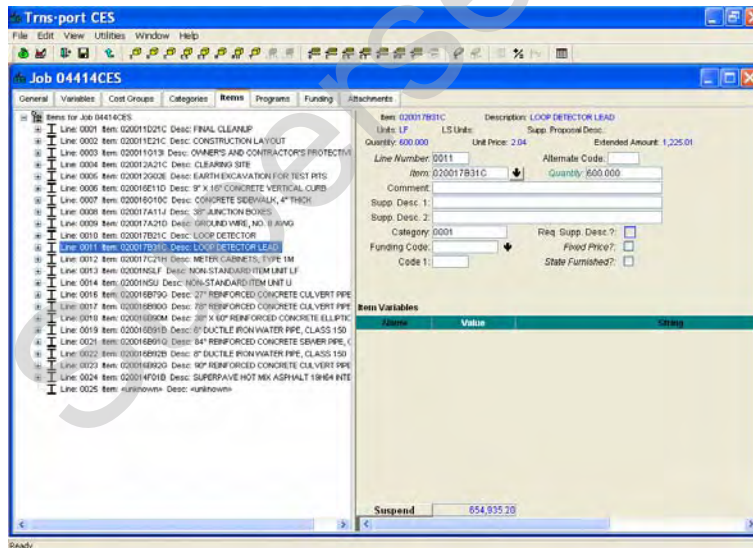 Trns·port CES
File Edit View Utilities Window Help
Job 04414CES
General Variables Cost Groups Categories Items Programs Funding Attachments
Items for Job 04414CES
Line: 0001 Item: 020011D21C Desc: FINAL CLEANUP
Line: 0002 Item: 020011E21C Desc: CONSTRUCTION LAYOUT
Line: 0003 Item: 020011G13I Desc: OWNER'S AND CONTRACTOR'S PROTECTIV
Line: 0004 Item: 020012A21C Desc: CLEARING SITE
Line: 0005 Item: 020012G02E Desc: EARTH EXCAVATION FOR TEST PITS
Line: 0006 Item: 020016E11D Desc: 9" X 18" CONCRETE VERTICAL CURB
Line: 0007 Item: 020016G10C Desc: CONCRETE SIDEWALK, 4" THICK
Line: 0008 Item: 020017A11J Desc: 38" JUNCTION BOXES
Line: 0009 Item: 020017A21D Desc: GROUND WIRE, NO. 8 AWG
Line: 0010 Item: 020017B21C Desc: LOOP DETECTOR
Line: 0011 Item: 020017B31C Desc: LOOP DETECTOR LEAD
Line: 0012 Item: 020017C21H Desc: METER CABINETS, TYPE 1M
Line: 0013 Item: 02001NSLF Desc: NON-STANDARD ITEM UNIT LF
Line: 0014 Item: 02001NSU Desc: NON-STANDARD ITEM UNIT U
Line: 0016 Item: 020016B79G Desc: 27" REINFORCED CONCRETE CULVERT PIPE
Line: 0017 Item: 020016B90O Desc: 78" REINFORCED CONCRETE CULVERT PIPE
Line: 0018 Item: 020016B90M Desc: 38" X 60" REINFORCED CONCRETE ELLIPTIC
Line: 0019 Item: 020016B91B Desc: 6" DUCTILE IRON WATER PIPE, CLASS 150
Line: 0021 Item: 020016B91Q Desc: 84" REINFORCED CONCRETE SEWER PIPE, C
Line: 0022 Item: 020016B92B Desc: 8" DUCTILE IRON WATER PIPE, CLASS 150
Line: 0023 Item: 020016B92G Desc: 90" REINFORCED CONCRETE CULVERT PIPE
Line: 0024 Item: 020014F01B Desc: SUPERPAVE HOT MIX ASPHALT 19H64 INTE
Line: 0025 Item: <unknown> Desc: <unknown>
Item: 020017B31C Description: LOOP DETECTOR LEAD
Units: LF LS Units: Supp. Proposal Desc.:
Quantity: 600.000 Unit Price: 2.04 Extended Amount: 1,225.01
Line Number: 0011 Alternate Code:
Item: 020017B31C Quantity: 600.000
Comment:
Supp. Desc. 1:
Supp. Desc. 2:
Category: 0001 Req. Supp. Desc.?:
Funding Code: Fixed Price?:
Code 1: State Furnished?:
Item Variables
Name Value String
Suspend 654,935.20
Ready